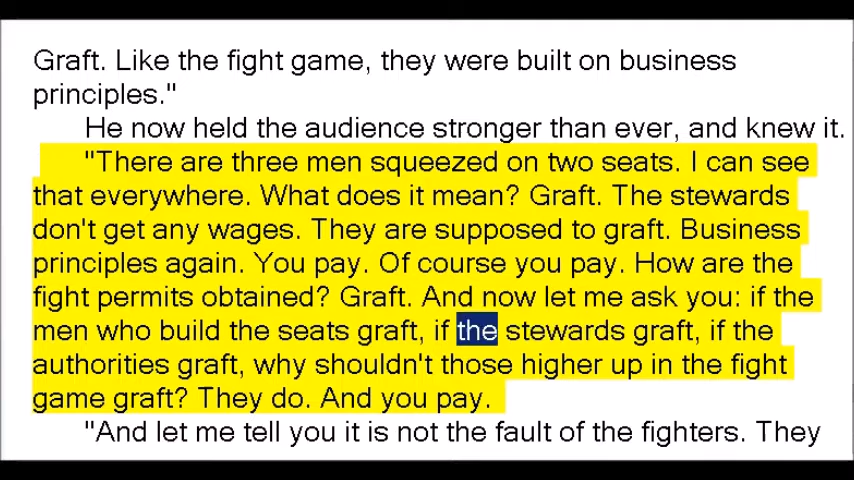 Graft. Like the fight game, they were built on business
principles."
He now held the audience stronger than ever, and knew it.
"There are three men squeezed on two seats. I can see
that everywhere. What does it mean? Graft. The stewards
don't get any wages. They are supposed to graft. Business
principles again. You pay. Of course you pay. How are the
fight permits obtained? Graft. And now let me ask you: if the
men who build the seats graft, if the stewards graft, if the
authorities graft, why shouldn't those higher up in the fight
game graft? They do. And you pay.
"And let me tell you it is not the fault of the fighters. They